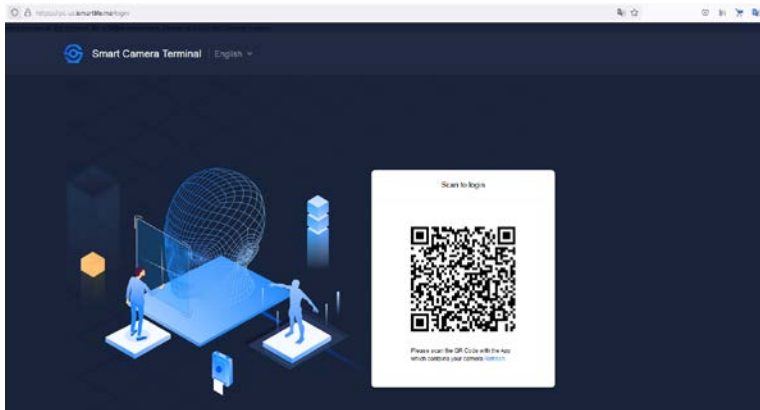 Smart Camera Terminal English
Scan to login
Please scan the QR Code with the App
which contains your camera Refresh